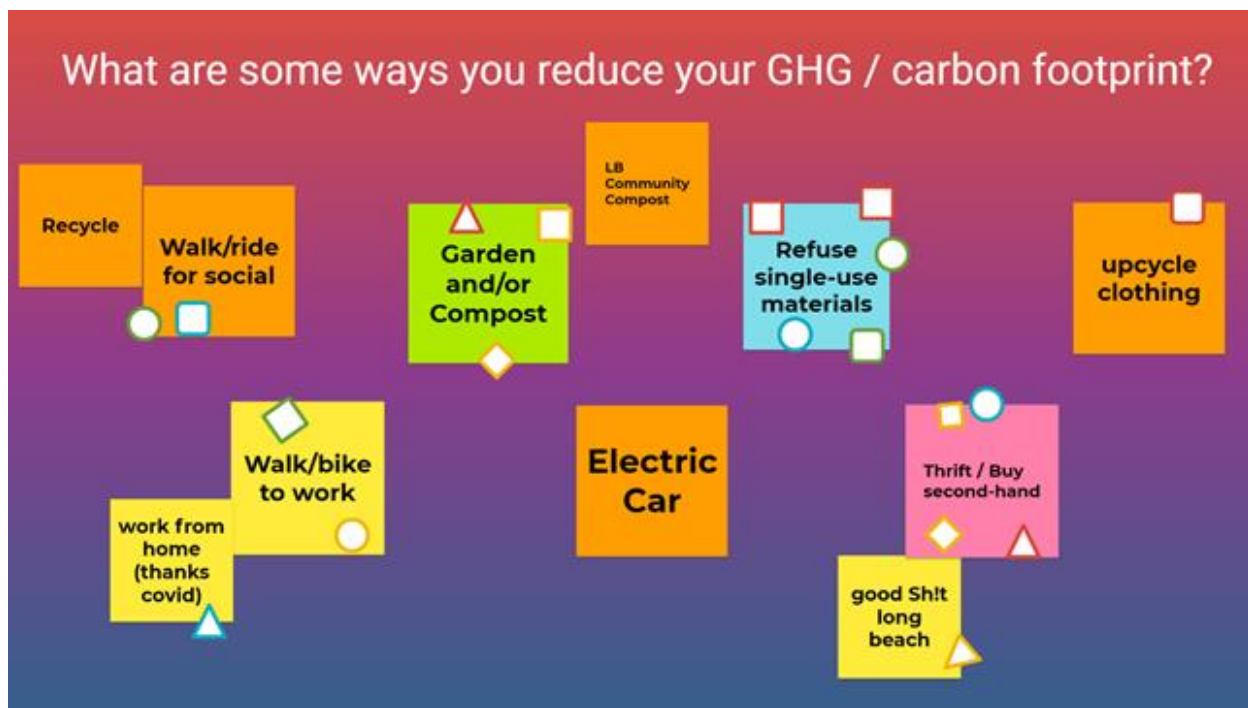 What are some ways you reduce your GHG / carbon footprint?
Recycle
Walk/ride
for social
Garden
and/or
Compost
LB
Community
Compost
Refuse
single-use
materials
upcycle
clothing
Walk/bike
to work
work from
home
(thanks
covid)
Electric
Car
Thrift / Buy
second-hand
good Sh!t
long
beach